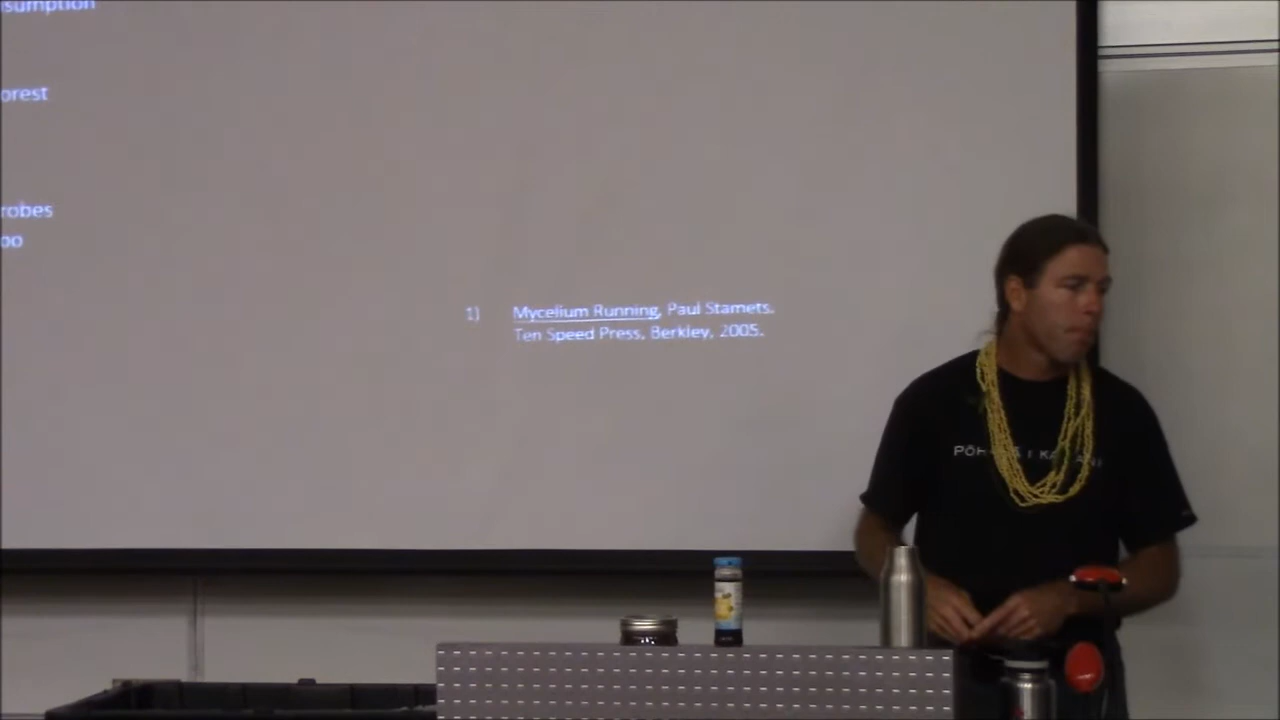 sumption
orest
robes
oo
1) Mycelium Running, Paul Stamets.
Ten Speed Press, Berkley, 2005.